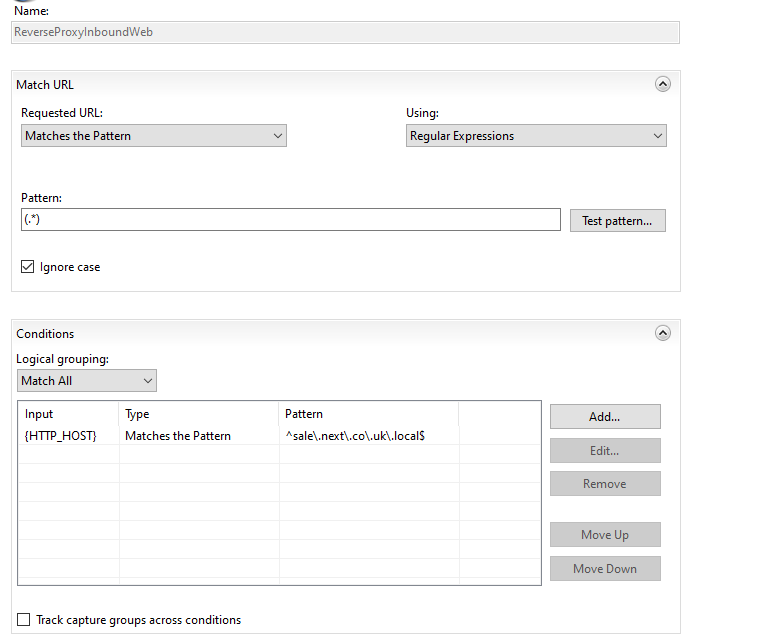 Name:
ReverseProxyInboundWeb
Match URL
Requested URL: Using:
Matches the Pattern Regular Expressions
Pattern:
(.*) Test pattern...
Ignore case
Conditions
Logical grouping:
Match All
Input Type Pattern Add...
{HTTP_HOST} Matches the Pattern ^sale\.next\.co\.uk\.local$
Edit...
Remove
Move Up
Move Down
Track capture groups across conditions